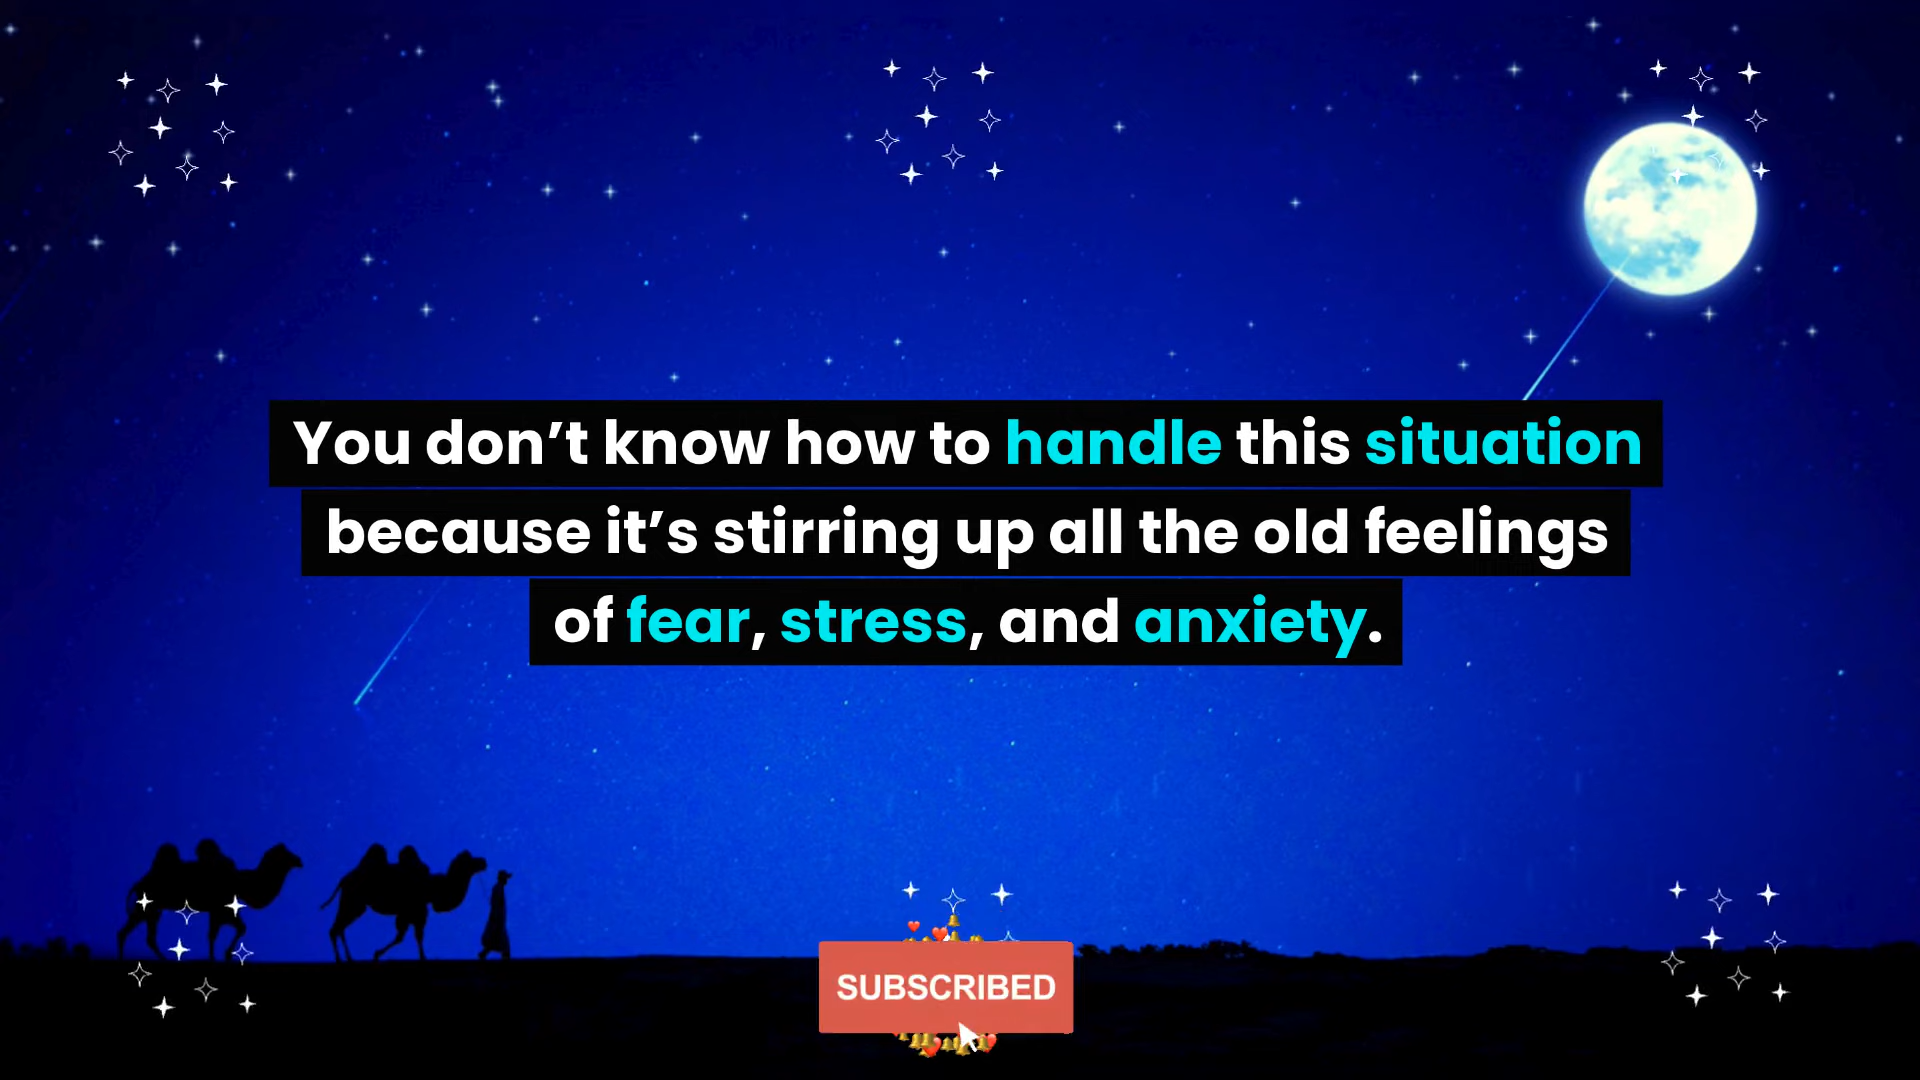 You don’t know how to handle this situation
because it’s stirring up all the old feelings
of fear, stress, and anxiety.
SUBSCRIBED